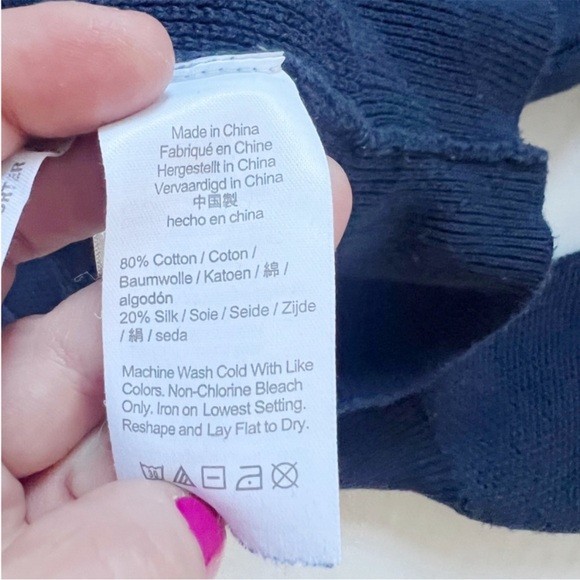 Made in China
Fabriqué en Chine
Hergestellt in China
Vervaardigd in China
中国製
hecho en china
80% Cotton / Coton /
Baumwolle / Katoen / 綿 /
algodón
20% Silk / Soie / Seide / Zijde
/ 絹 / seda
Machine Wash Cold With Like
Colors. Non-Chlorine Bleach
Only. Iron on Lowest Setting.
Reshape and Lay Flat to Dry.
30